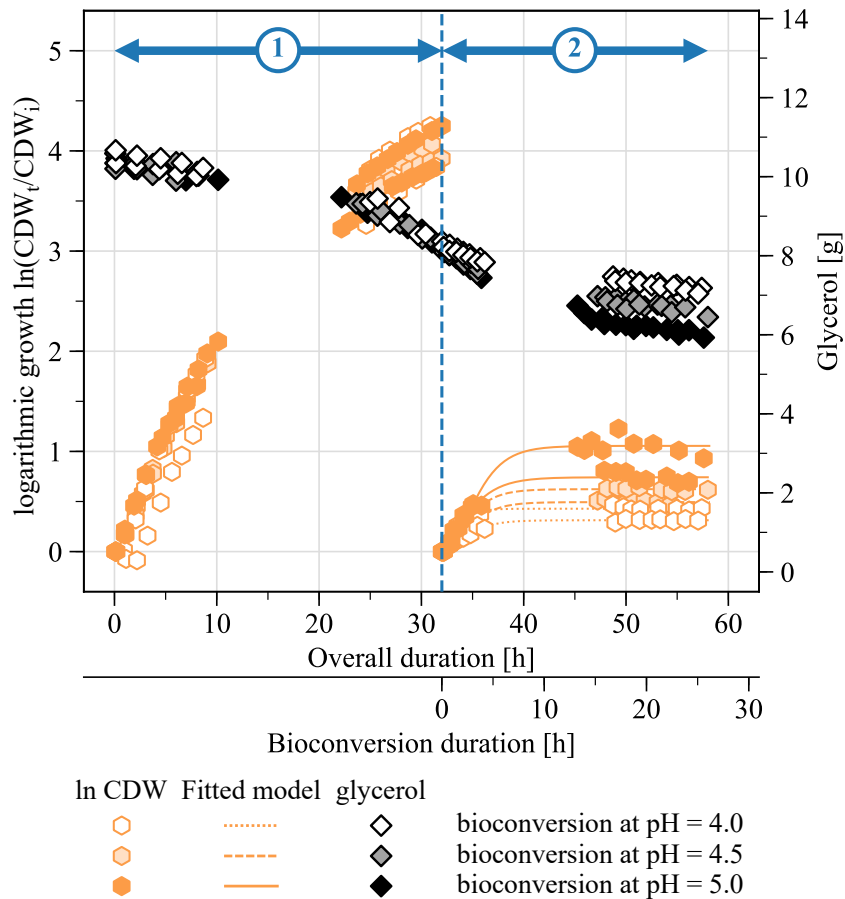 1
2
logarithmic growth ln(CDWt/CDWi)
5
4
3
2
1
0
14
12
10
8
6
4
2
0
Glycerol [g]
0 10 20 30 40 50 60
Overall duration [h]
0 10 20 30
Bioconversion duration [h]
ln CDW Fitted model glycerol
bioconversion at pH = 4.0
bioconversion at pH = 4.5
bioconversion at pH = 5.0